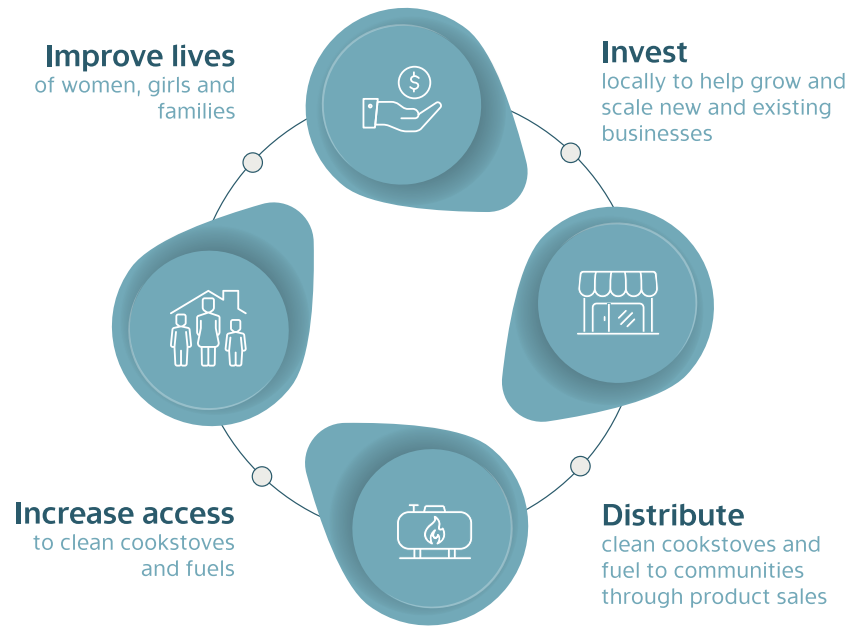 Improve lives
of women, girls and
families
Invest
locally to help grow and
scale new and existing
businesses
$
Increase access
to clean cookstoves
and fuels
Distribute
clean cookstoves and
fuel to communities
through product sales